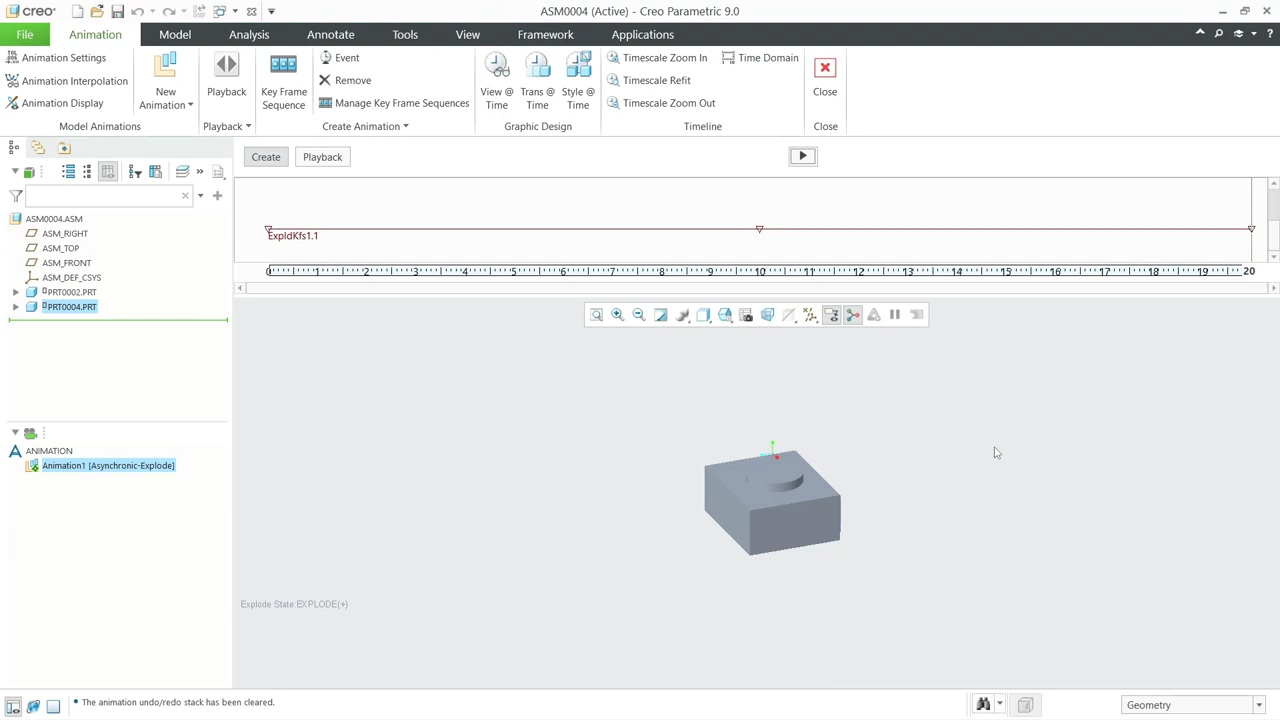 creo
ASM0004 (Active) - Creo Parametric 9.0
File
Animation
Model
Analysis
Annotate
Tools
View
Framework
Applications
Animation Settings
Animation Interpolation
Animation Display
Model Animations
New
Animation
Playback
Playback
Key Frame
Sequence
Event
Remove
Manage Key Frame Sequences
Create Animation
View @
Time
Trans @
Time
Style @
Time
Graphic Design
Timescale Zoom In
Timescale Refit
Timescale Zoom Out
Time Domain
Timeline
Close
Close
Create
Playback
ExpldKfs1.1
0 1 2 3 4 5 6 7 8 9 10 11 12 13 14 15 16 17 18 19 20
ASM0004.ASM
ASM_RIGHT
ASM_TOP
ASM_FRONT
ASM_DEF_CSYS
PRT0002.PRT
PRT0004.PRT
ANIMATION
Animation1 [Asynchronic-Explode]
Explode State:EXPLODE(+)
The animation undo/redo stack has been cleared.
Geometry